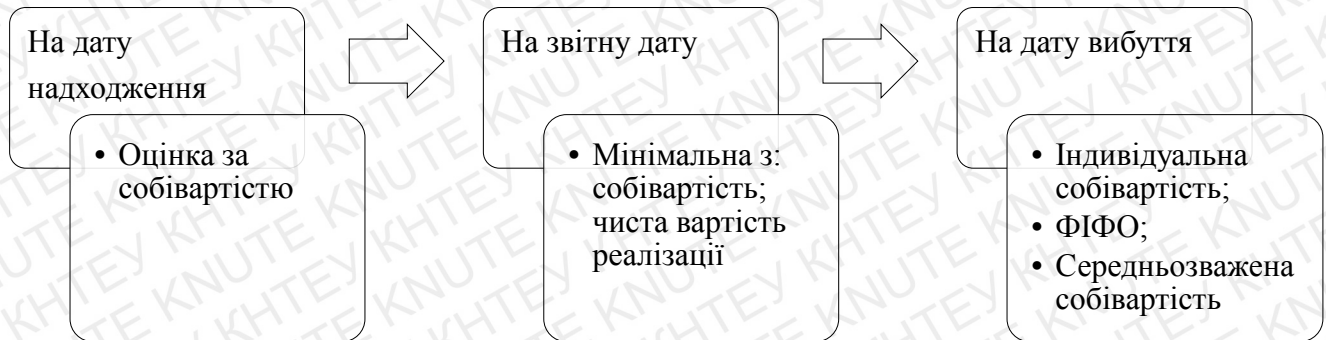 На дату
надходження
• Оцінка за
собівартістю
На звітну дату
• Мінімальна з:
собівартість;
чиста вартість
реалізації
На дату вибуття
• Індивідуальна
собівартість;
• ФІФО;
• Середньозважена
собівартість